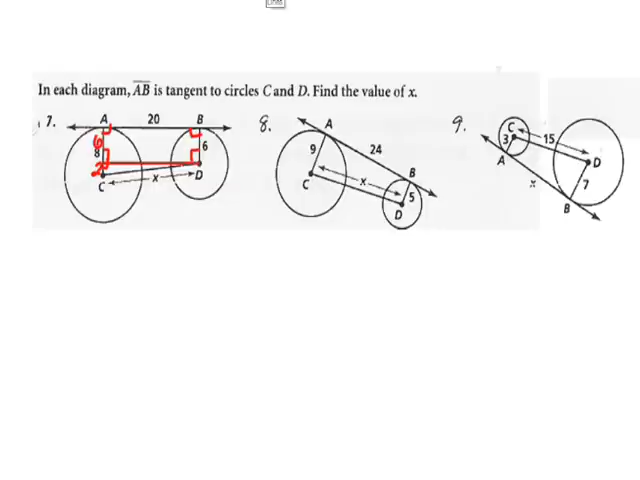 Lines
In each diagram, AB is tangent to circles C and D. Find the value of x.
7. A 20 B
6 8 6
2 C x D
8. A
9 24
C x B
5
D
9. C
3 15
A D
x 7
B